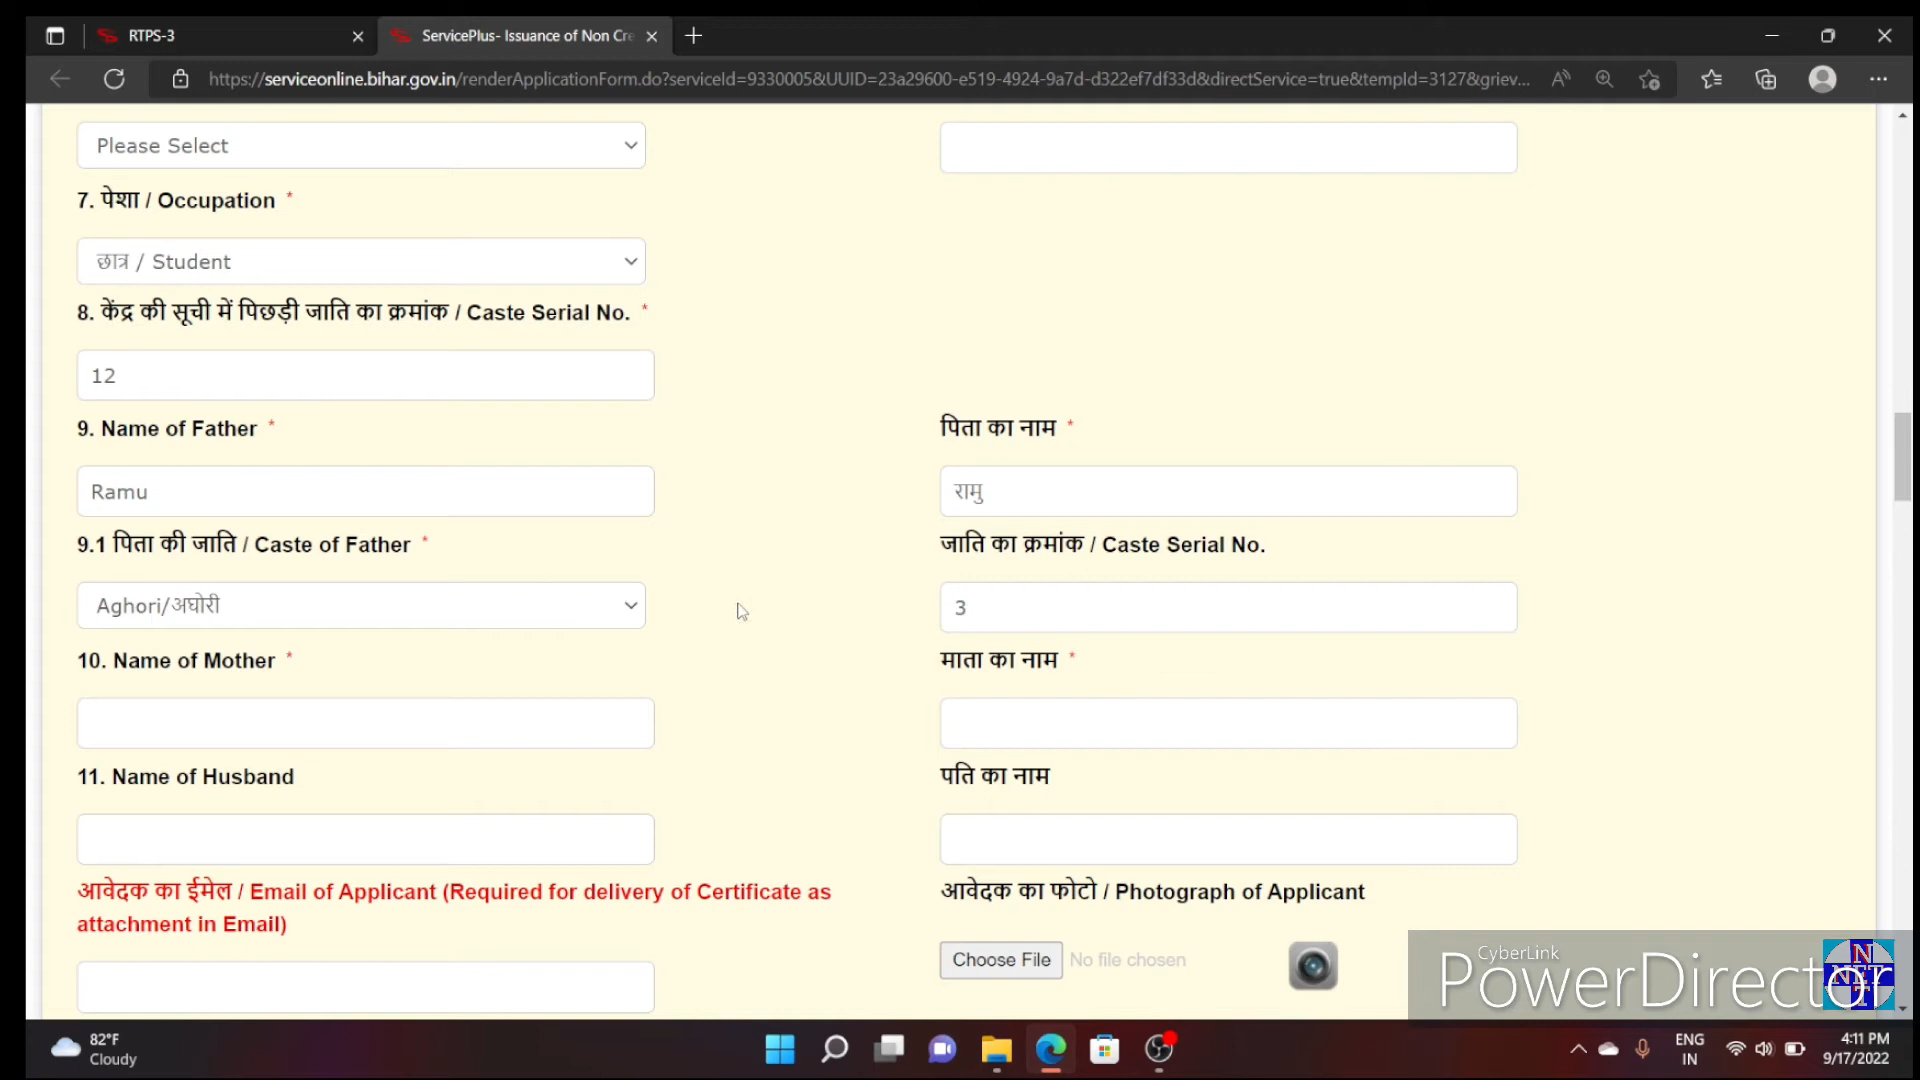 RTPS-3
ServicePlus- Issuance of Non Cre
https://serviceonline.bihar.gov.in/renderApplicationForm.do?serviceId=9330005&UUID=23a29600-e519-4924-9a7d-d322ef7df33d&directService=true&tempId=3127&griev...
Please Select
7. पेशा / Occupation *
छात्र / Student
8. केंद्र की सूची में पिछड़ी जाति का क्रमांक / Caste Serial No. *
12
9. Name of Father *
पिता का नाम *
Ramu
रामु
9.1 पिता की जाति / Caste of Father *
जाति का क्रमांक / Caste Serial No.
Aghori/अघोरी
3
10. Name of Mother *
माता का नाम *
11. Name of Husband
पति का नाम
आवेदक का ईमेल / Email of Applicant (Required for delivery of Certificate as
attachment in Email)
आवेदक का फोटो / Photograph of Applicant
Choose File No file chosen
CyberLink
PowerDirector
N
NET
T
82°F
Cloudy
ENG
IN
4:11 PM
9/17/2022